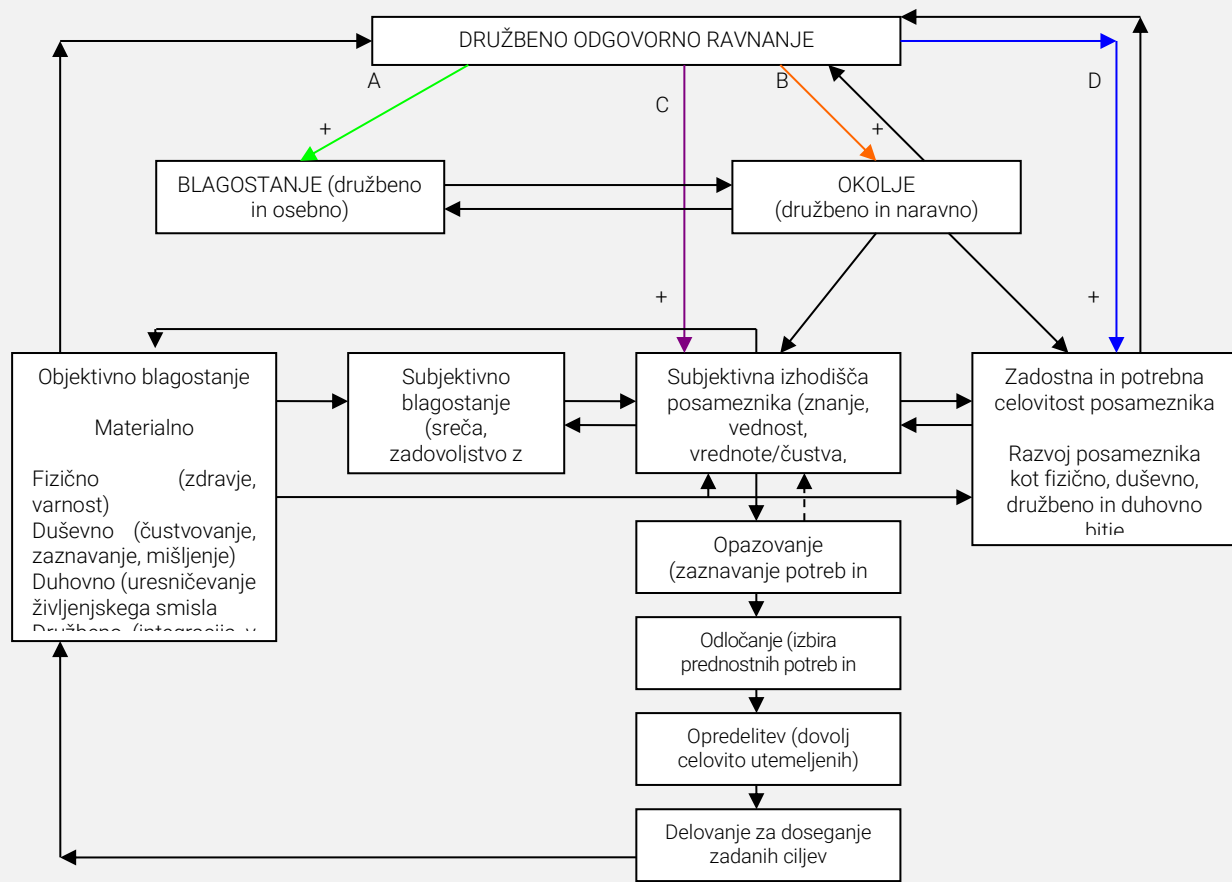 DRUŽBENO ODGOVORNO RAVNANJE
A
C
B
D
+
+
BLAGOSTANJE (družbeno
in osebno)
OKOLJE
(družbeno in naravno)
+
+
Objektivno blagostanje
Materialno
Fizično (zdravje,
varnost)
Duševno (čustvovanje,
zaznavanje, mišljenje)
Duhovno (uresničevanje
življenjskega smisla
Subjektivno
blagostanje
(sreča,
zadovoljstvo z
Subjektivna izhodišča
posameznika (znanje,
vednost,
vrednote/čustva,
Zadostna in potrebna
celovitost posameznika
Razvoj posameznika
kot fizično, duševno,
družbeno in duhovno
bitje
Opazovanje
(zaznavanje potreb in
Odločanje (izbira
prednostnih potreb in
Opredelitev (dovolj
celovito utemeljenih)
Delovanje za doseganje
zadanih ciljev